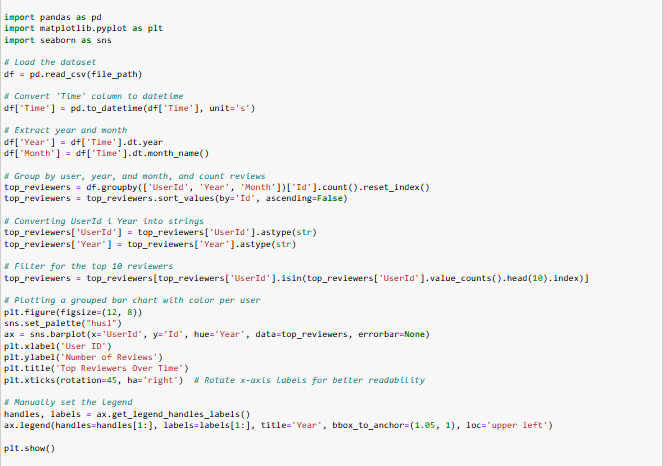 import pandas as pd
import matplotlib.pyplot as plt
import seaborn as sns
# Load the dataset
df = pd.read_csv(file_path)
# Convert 'Time' column to datetime
df['Time'] = pd.to_datetime(df['Time'], unit='s')
# Extract year and month
df['Year'] = df['Time'].dt.year
df['Month'] = df['Time'].dt.month_name()
# Group by user, year, and month, and count reviews
top_reviewers = df.groupby(['UserId', 'Year', 'Month'])['Id'].count().reset_index()
top_reviewers = top_reviewers.sort_values(by='Id', ascending=False)
# Converting UserId i Year into strings
top_reviewers['UserId'] = top_reviewers['UserId'].astype(str)
top_reviewers['Year'] = top_reviewers['Year'].astype(str)
# Filter for the top 10 reviewers
top_reviewers = top_reviewers[top_reviewers['UserId'].isin(top_reviewers['UserId'].value_counts().head(10).index)]
# Plotting a grouped bar chart with color per user
plt.figure(figsize=(12, 8))
sns.set_palette("husl")
ax = sns.barplot(x='UserId', y='Id', hue='Year', data=top_reviewers, errorbar=None)
plt.xlabel('User ID')
plt.ylabel('Number of Reviews')
plt.title('Top Reviewers Over Time')
plt.xticks(rotation=45, ha='right')  # Rotate x-axis labels for better readability
# Manually set the legend
handles, labels = ax.get_legend_handles_labels()
ax.legend(handles=handles[1:], labels=labels[1:], title='Year', bbox_to_anchor=(1.05, 1), loc='upper left')
plt.show()